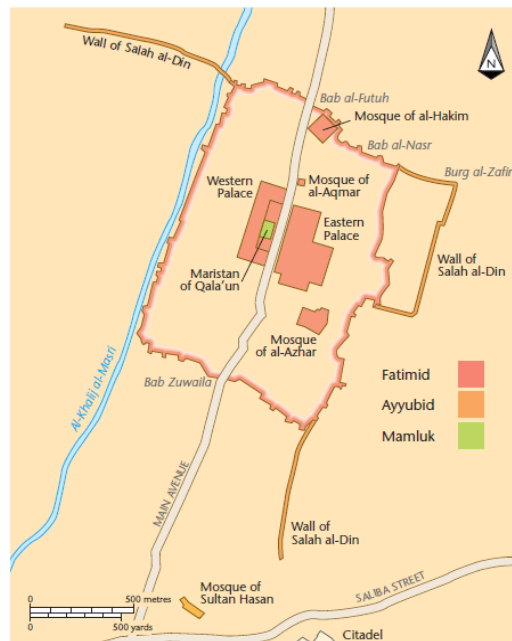 Wall of Salah al-Din
N
Bab al-Futuh
Mosque of al-Hakim
Bab al-Nasr
Burg al-Zafir
Western
Palace
Mosque of
al-Aqmar
Eastern
Palace
Wall of
Salah al-Din
Maristan
of Qala'un
Mosque
of al-Azhar
Al-Khalij al-Masri
Bab Zuwaila
Fatimid
Ayyubid
Mamluk
MAIN AVENUE
Wall of
Salah al-Din
Mosque of
Sultan Hasan
SALIBA STREET
0 500 metres
0 500 yards
Citadel